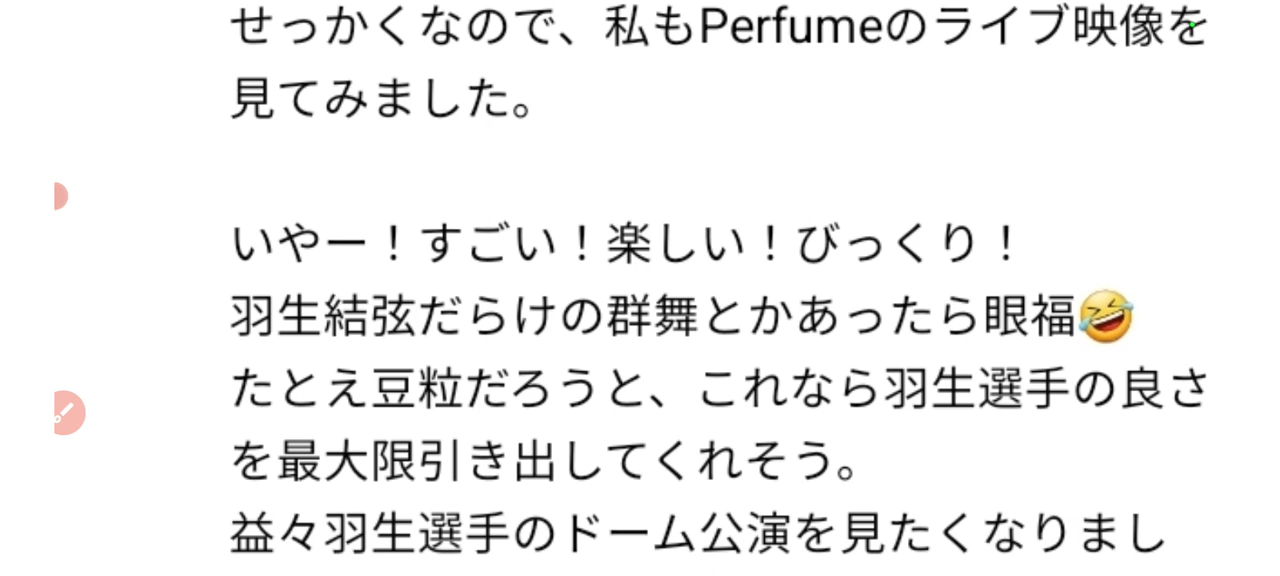 せっかくなので、私もPerfumeのライブ映像を
見てみました。
いやー！すごい！楽しい！びっくり！
羽生結弦だらけの群舞とかあったら眼福🤣
たとえ豆粒だろうと、これなら羽生選手の良さ
を最大限引き出してくれそう。
益々羽生選手のドーム公演を見たくなりまし